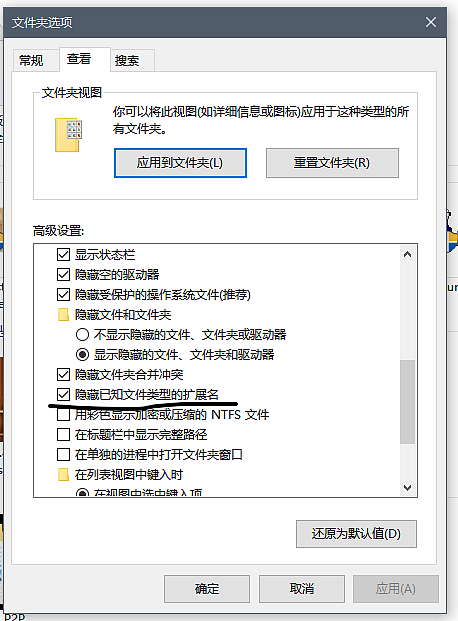 文件夹选项
常规
查看
搜索
文件夹视图
你可以将此视图(如详细信息或图标)应用于这种类型的所
有文件夹。
应用到文件夹(L)
重置文件夹(R)
高级设置:
显示状态栏
隐藏空的驱动器
隐藏受保护的操作系统文件(推荐)
隐藏文件和文件夹
不显示隐藏的文件、文件夹或驱动器
显示隐藏的文件、文件夹和驱动器
隐藏文件夹合并冲突
隐藏已知文件类型的扩展名
用彩色显示加密或压缩的 NTFS 文件
在标题栏中显示完整路径
在单独的进程中打开文件夹窗口
在列表视图中键入时
在视图中选中键入项
还原为默认值(D)
确定
取消
应用(A)
P2P